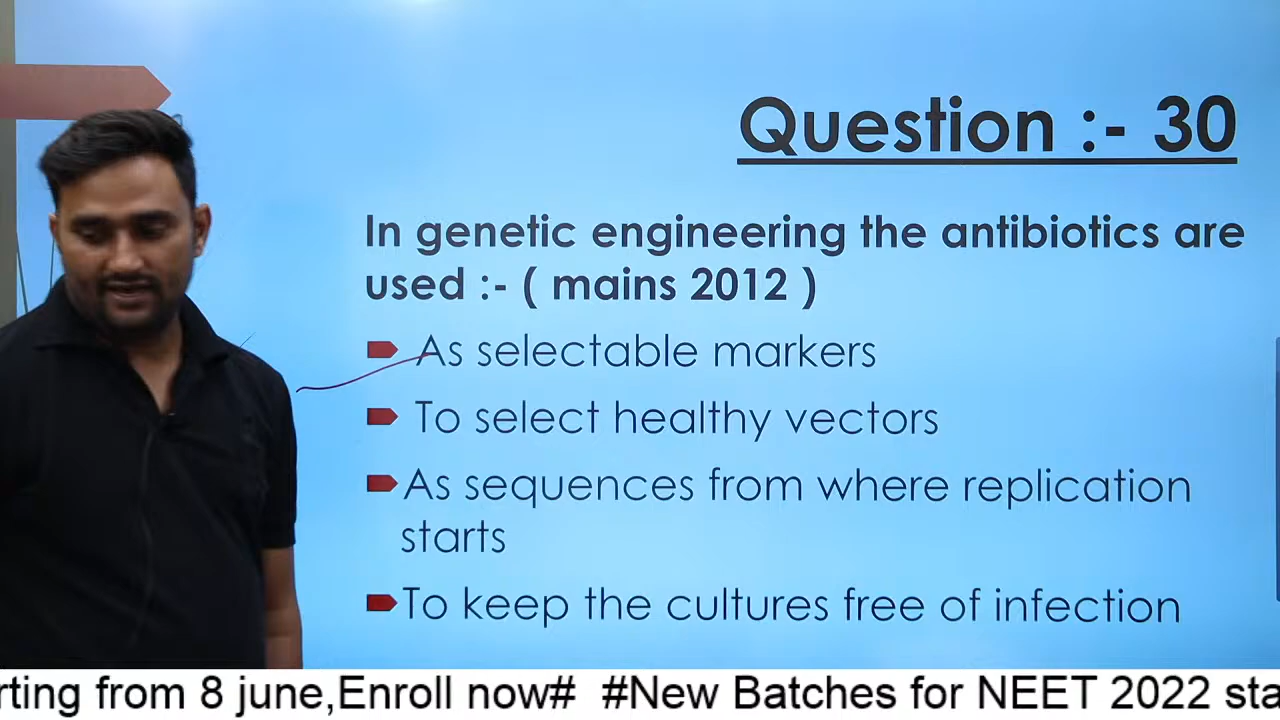 Question :- 30
In genetic engineering the antibiotics are
used :- ( mains 2012 )
As selectable markers
To select healthy vectors
As sequences from where replication
starts
To keep the cultures free of infection
rting from 8 june,Enroll now# #New Batches for NEET 2022 sta